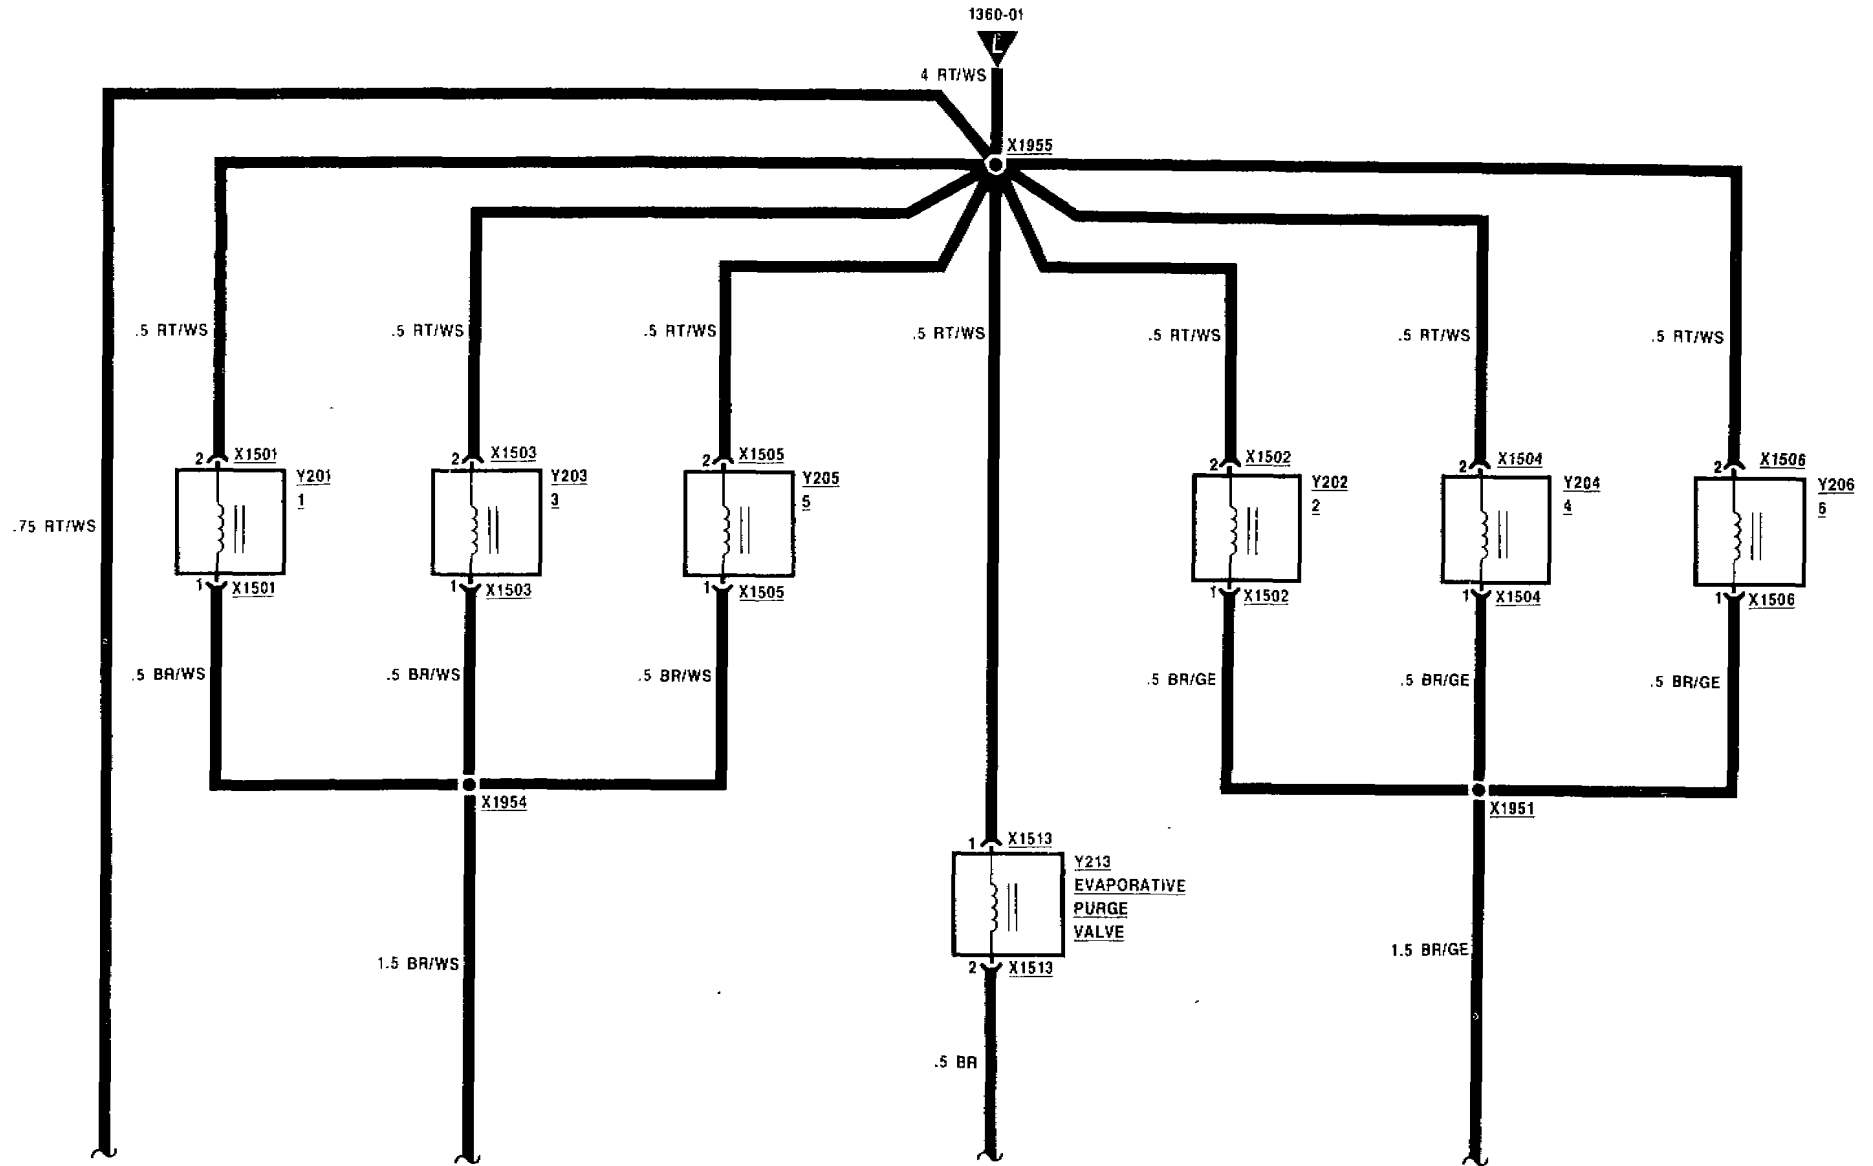 1360-01
L
4 RT/WS
X1955
.5 RT/WS
.5 RT/WS
.5 RT/WS
.5 RT/WS
.5 RT/WS
.5 RT/WS
.5 RT/WS
2 X1501
2 X1503
2 X1505
2 X1502
2 X1504
2 X1506
Y201
1
Y203
3
Y205
5
Y202
2
Y204
4
Y206
6
.75 RT/WS
1 X1501
1 X1503
1 X1505
1 X1502
1 X1504
1 X1506
.5 BR/WS
.5 BR/WS
.5 BR/WS
.5 BR/GE
.5 BR/GE
.5 BR/GE
X1954
X1951
1 X1513
Y213
EVAPORATIVE
PURGE
VALVE
2 X1513
1.5 BR/WS
1.5 BR/GE
.5 BR